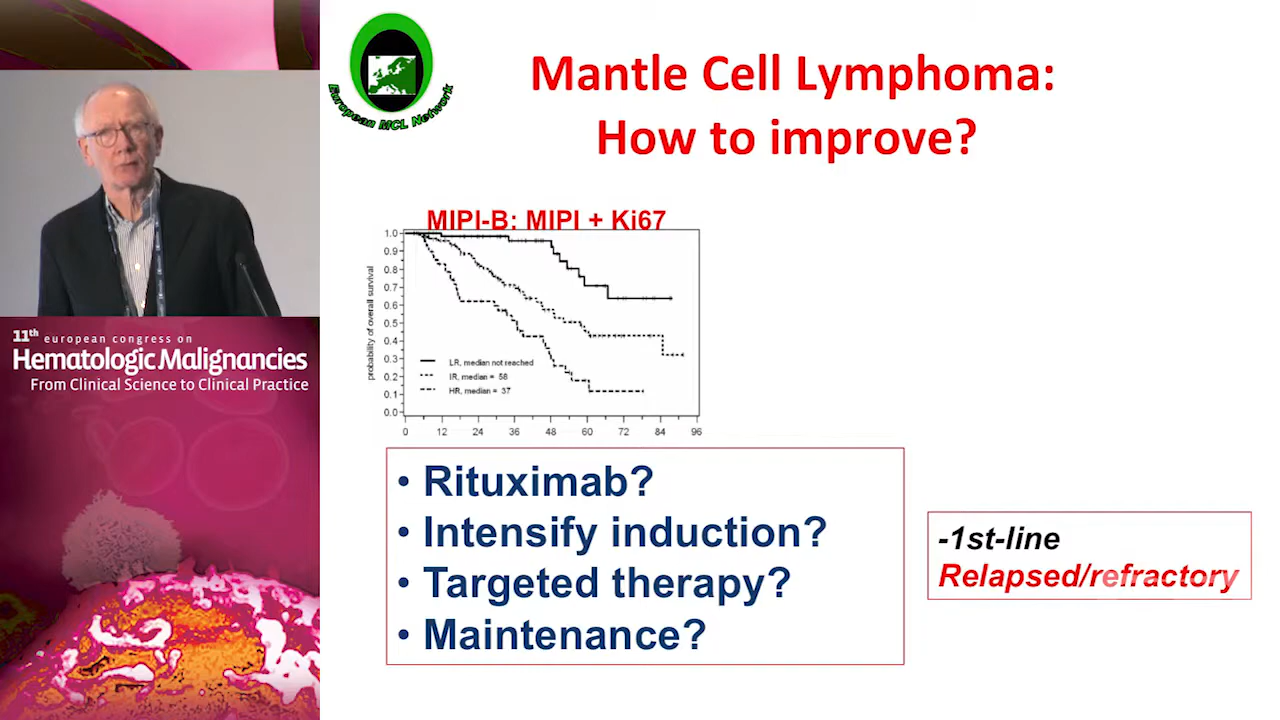 European MCL Network
Mantle Cell Lymphoma:
How to improve?
11th european congress on
Hematologic Malignancies
From Clinical Science to Clinical Practice
MIPI-B: MIPI + Ki67
probability of overall survival
1.0
0.9
0.8
0.7
0.6
0.5
0.4
0.3
0.2
0.1
0.0
LR, median not reached
IR, median = 58
HR, median = 37
0 12 24 36 48 60 72 84 96
• Rituximab?
• Intensify induction?
• Targeted therapy?
• Maintenance?
-1st-line
Relapsed/refractory